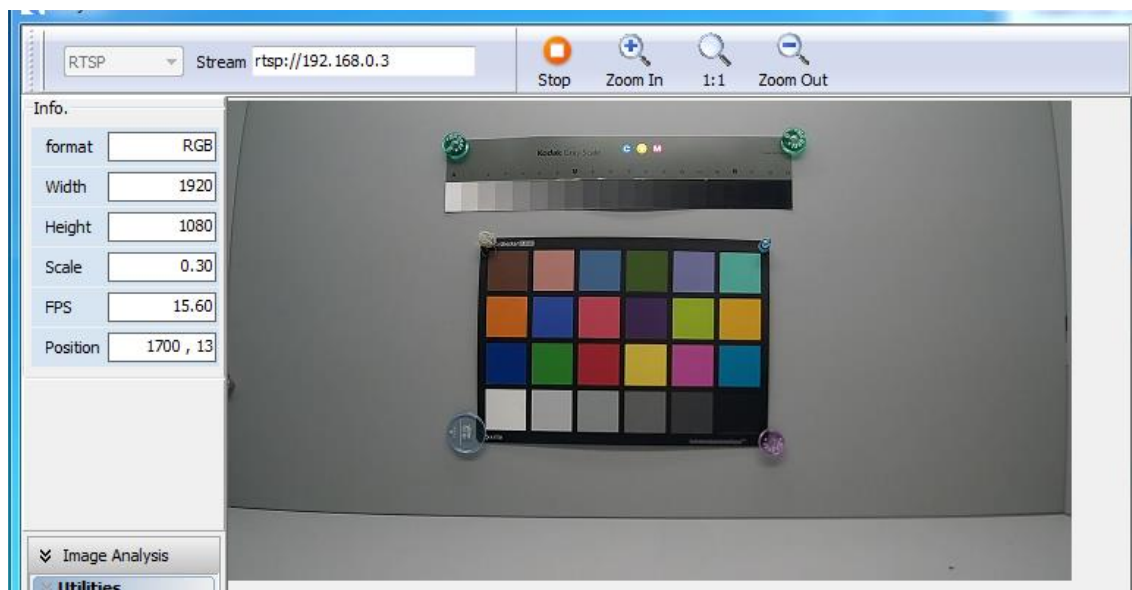 RTSP Stream rtsp://192.168.0.3
Stop Zoom In 1:1 Zoom Out
Info.
format RGB
Width 1920
Height 1080
Scale 0.30
FPS 15.60
Position 1700 , 13
Kodak Gray Scale C Y M
Image Analysis
Utilities